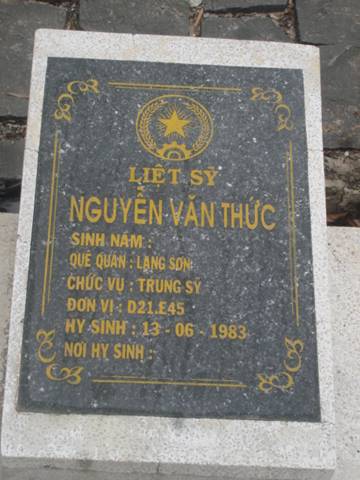 LIỆT SỸ
NGUYỄN VĂN THỨC
SINH NĂM :
QUÊ QUÁN : LẠNG SƠN
CHỨC VỤ : TRUNG SỸ
ĐƠN VỊ : D21.E45
HY SINH : 13 - 06 - 1983
NƠI HY SINH :